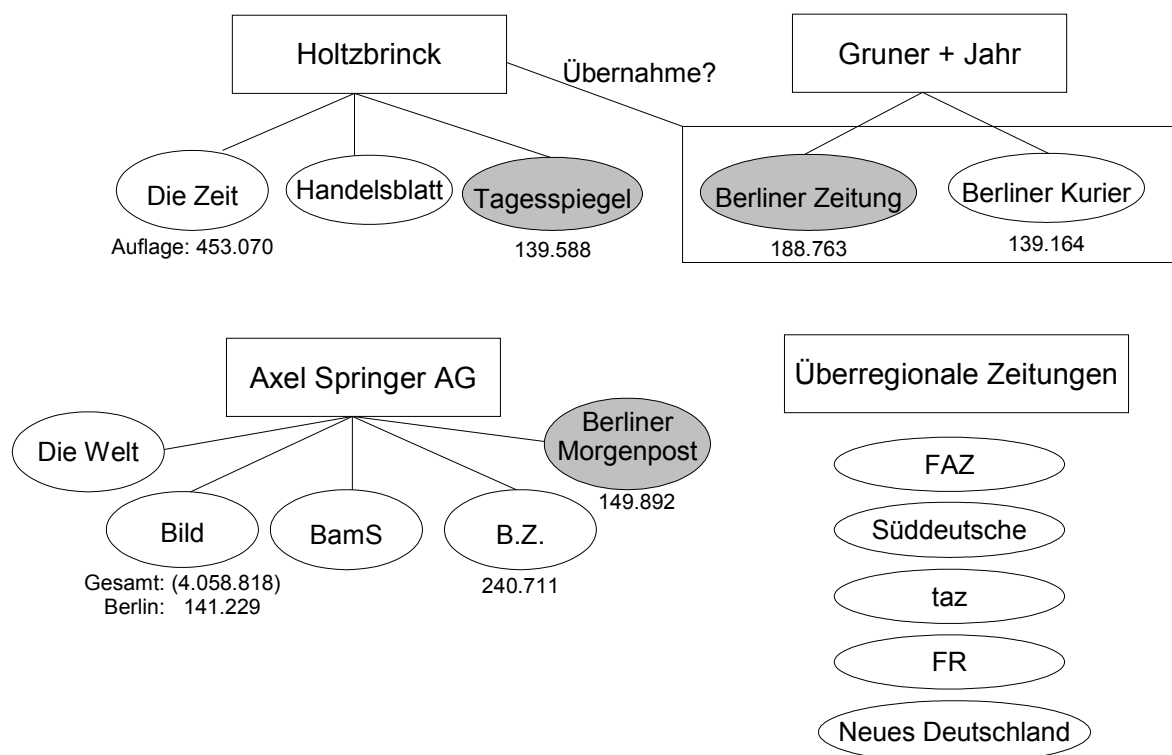 Holtzbrinck
Übernahme?
Gruner + Jahr
Die Zeit
Handelsblatt
Tagesspiegel
Berliner Zeitung
Berliner Kurier
Auflage: 453.070
139.588
188.763
139.164
Axel Springer AG
Überregionale Zeitungen
Die Welt
Berliner
Morgenpost
149.892
Bild
BamS
B.Z.
Gesamt: (4.058.818)
Berlin: 141.229
240.711
FAZ
Süddeutsche
taz
FR
Neues Deutschland